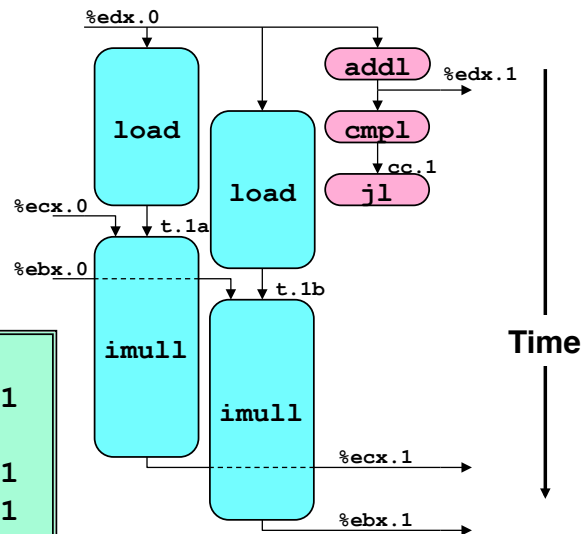 %edx.0
addl
%edx.1
load
cmpl
cc.1
load
jl
%ecx.0
t.1a
%ebx.0
t.1b
imull
Time
imull
1
%ecx.1
1
1
%ebx.1